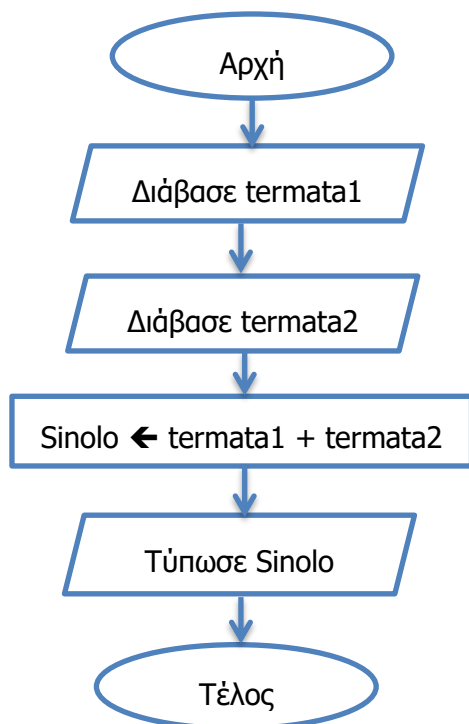 Αρχή
Διάβασε termata1
Διάβασε termata2
Sinolo 🡸 termata1 + termata2
Τύπωσε Sinolo
Τέλος